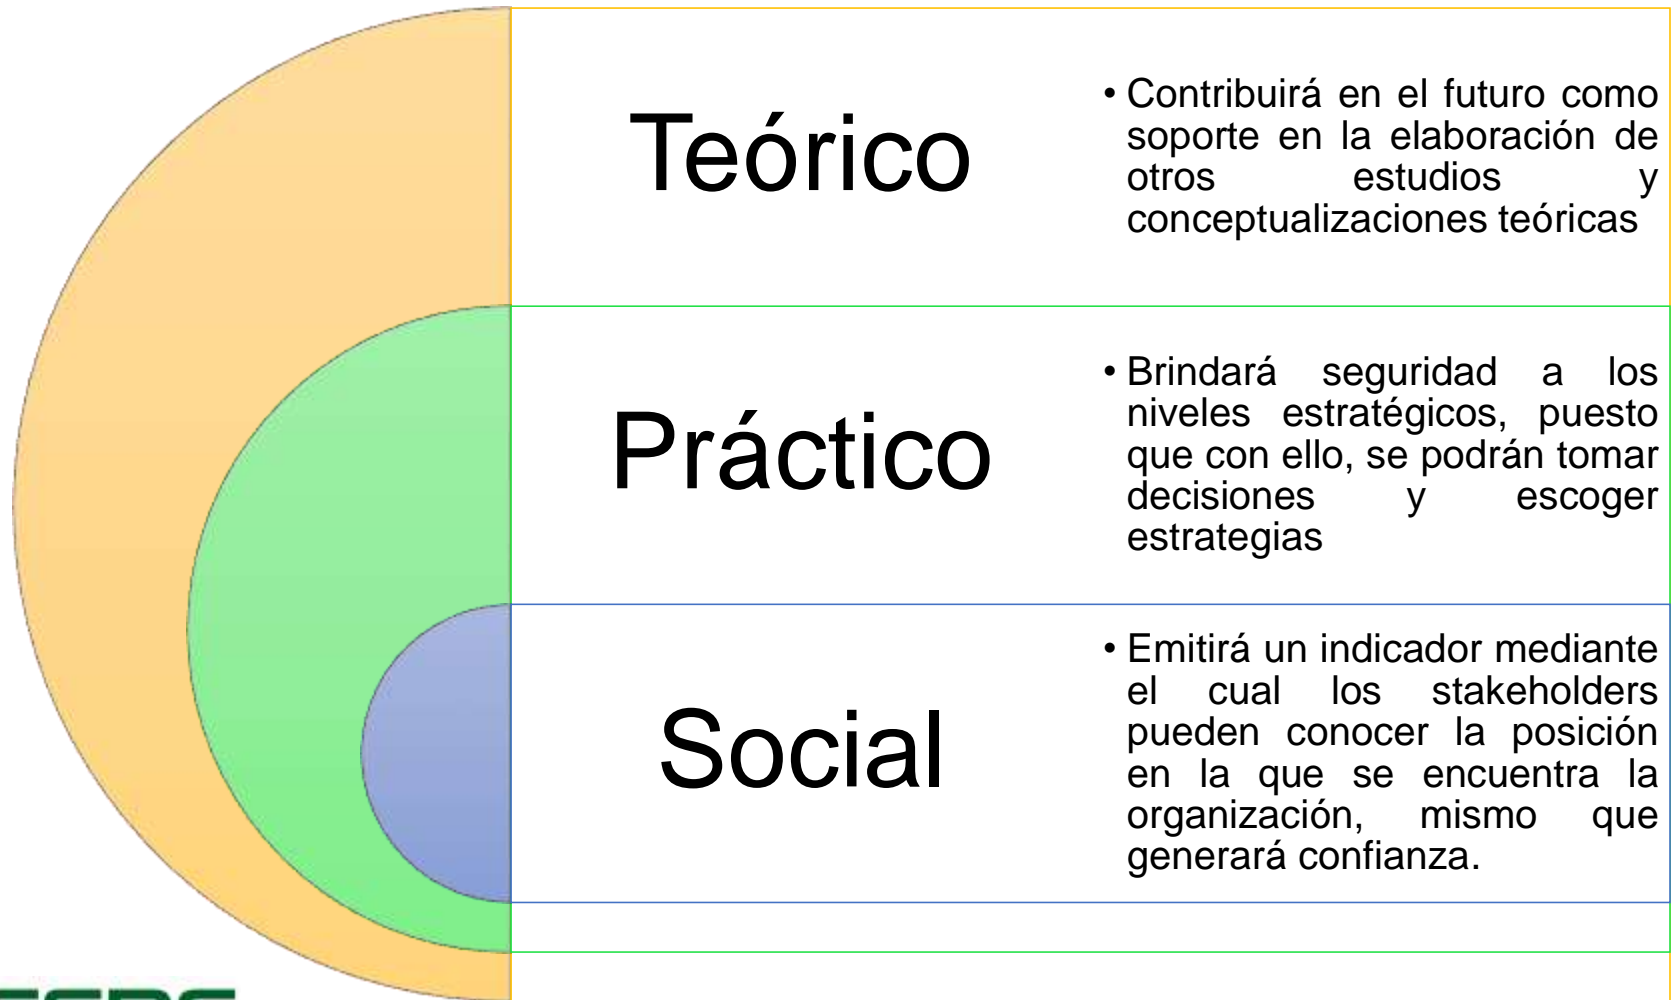 Teórico
• Contribuirá en el futuro como
soporte en la elaboración de
otros estudios y
conceptualizaciones teóricas
Práctico
• Brindará seguridad a los
niveles estratégicos, puesto
que con ello, se podrán tomar
decisiones y escoger
estrategias
Social
• Emitirá un indicador mediante
el cual los stakeholders
pueden conocer la posición
en la que se encuentra la
organización, mismo que
generará confianza.